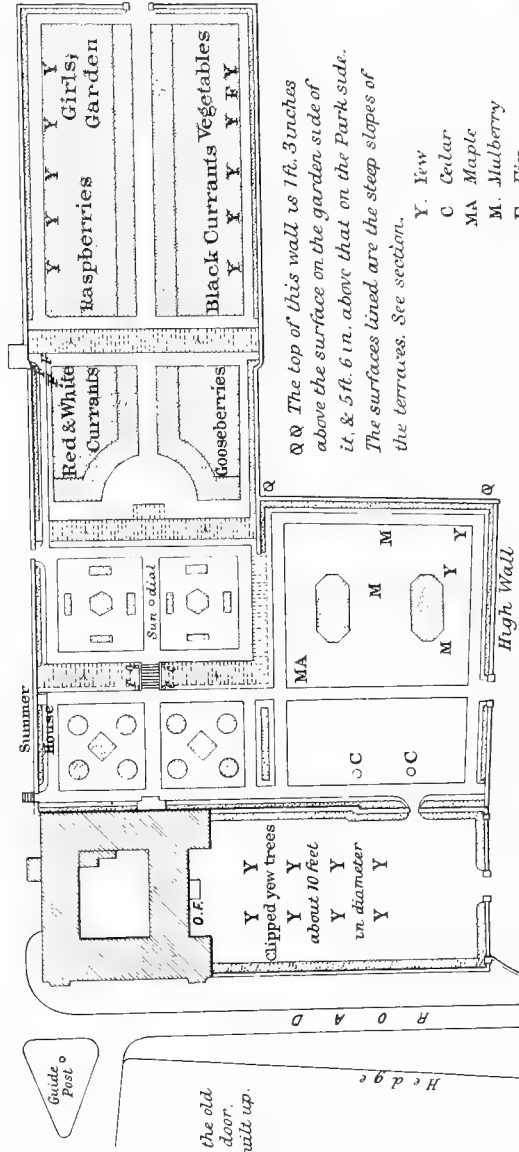 Summer
House
Guide
Post
O.F.
Clipped yew trees
about 10 feet
in diameter
Y Y Y Y
Y Y Y Y
ROAD
Hedge
the old
door.
uilt up.
Sun dial
C
C
MA
M
M
M
Y
Y
High Wall
Q
Q
Red & White
Currants
Gooseberries
Raspberries
Girls,
Garden
Y Y Y Y Y
Black Currants
Vegetables
Y Y Y Y F Y
Q Q The top of this wall is 1 ft. 3 inches
above the surface on the garden side of
it, & 5 ft. 6 in. above that on the Park side.
The surfaces lined are the steep slopes of
the terraces. See section.
Y. Yew
C Cedar
MA Maple
M. Mulberry